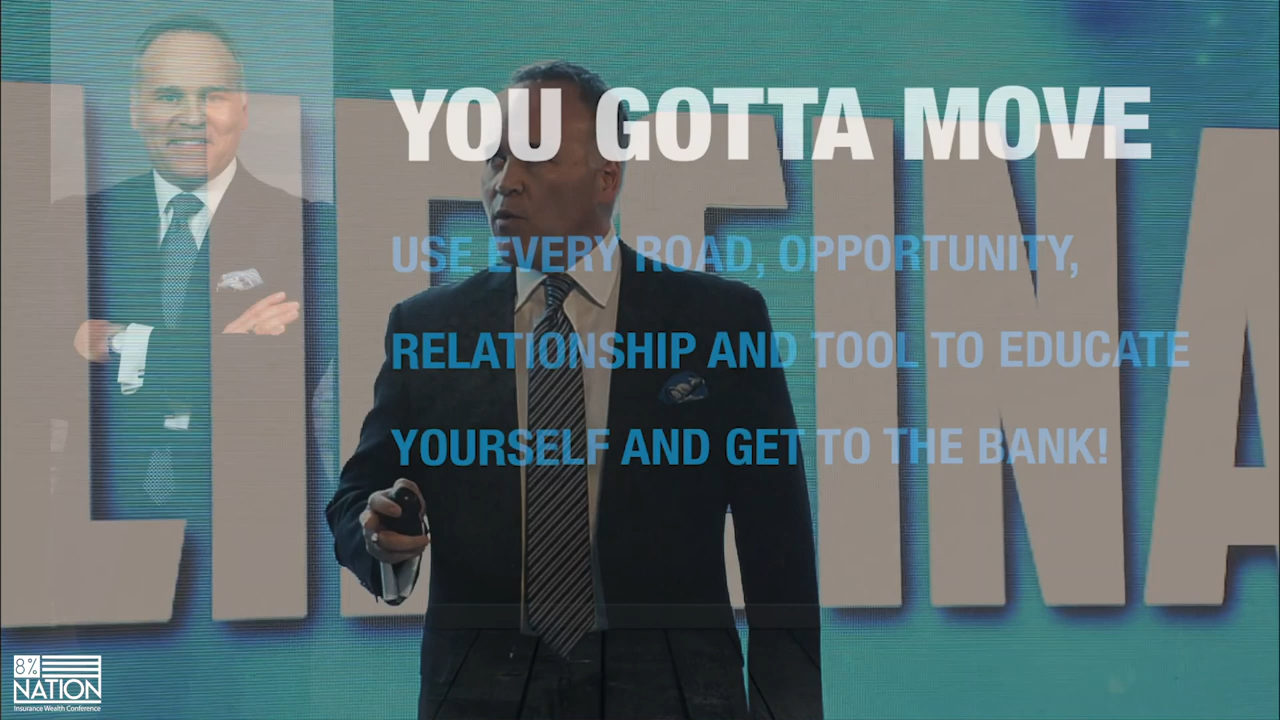 YOU GOTTA MOVE
USE EVERY ROAD, OPPORTUNITY,
RELATIONSHIP AND TOOL TO EDUCATE
YOURSELF AND GET TO THE BANK!
8%
NATION
Insurance Wealth Conference